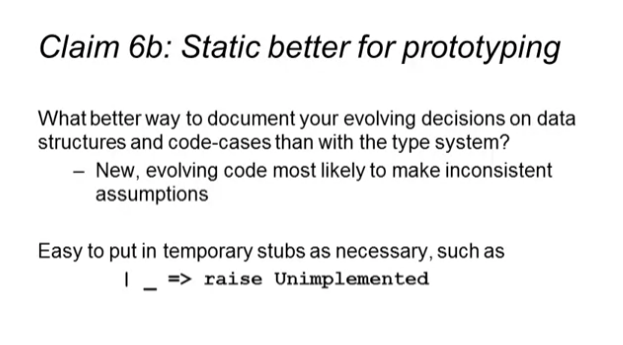 Claim 6b: Static better for prototyping
What better way to document your evolving decisions on data
structures and code-cases than with the type system?
– New, evolving code most likely to make inconsistent
assumptions
Easy to put in temporary stubs as necessary, such as
| _ => raise Unimplemented